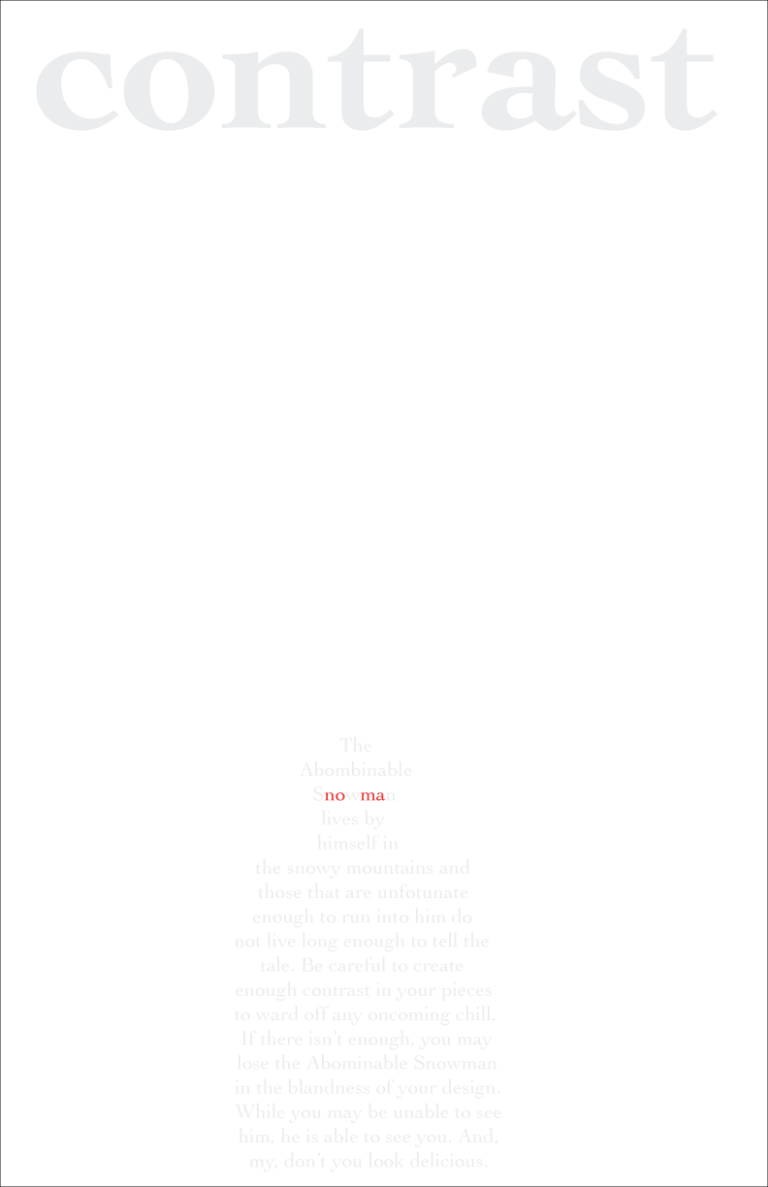 contrast
The
Abombinable
Snowman
lives by
himself in
the snowy mountains and
those that are unfotunate
enough to run into him do
not live long enough to tell the
tale. Be careful to create
enough contrast in your pieces
to ward off any oncoming chill.
If there isn't enough, you may
lose the Abominable Snowman
in the blandness of your design.
While you may be unable to see
him, he is able to see you. And,
my, don't you look delicious.